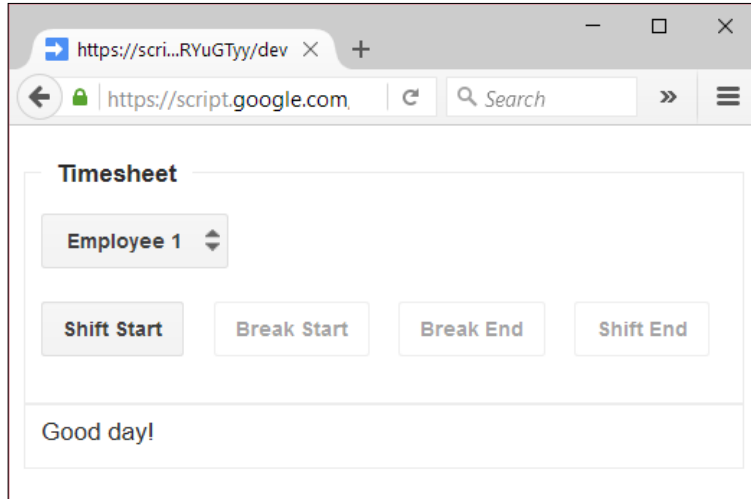 https://scri...RYuGTyy/dev
https://script.google.com
Search
Timesheet
Employee 1
Shift Start Break Start Break End Shift End
Good day!